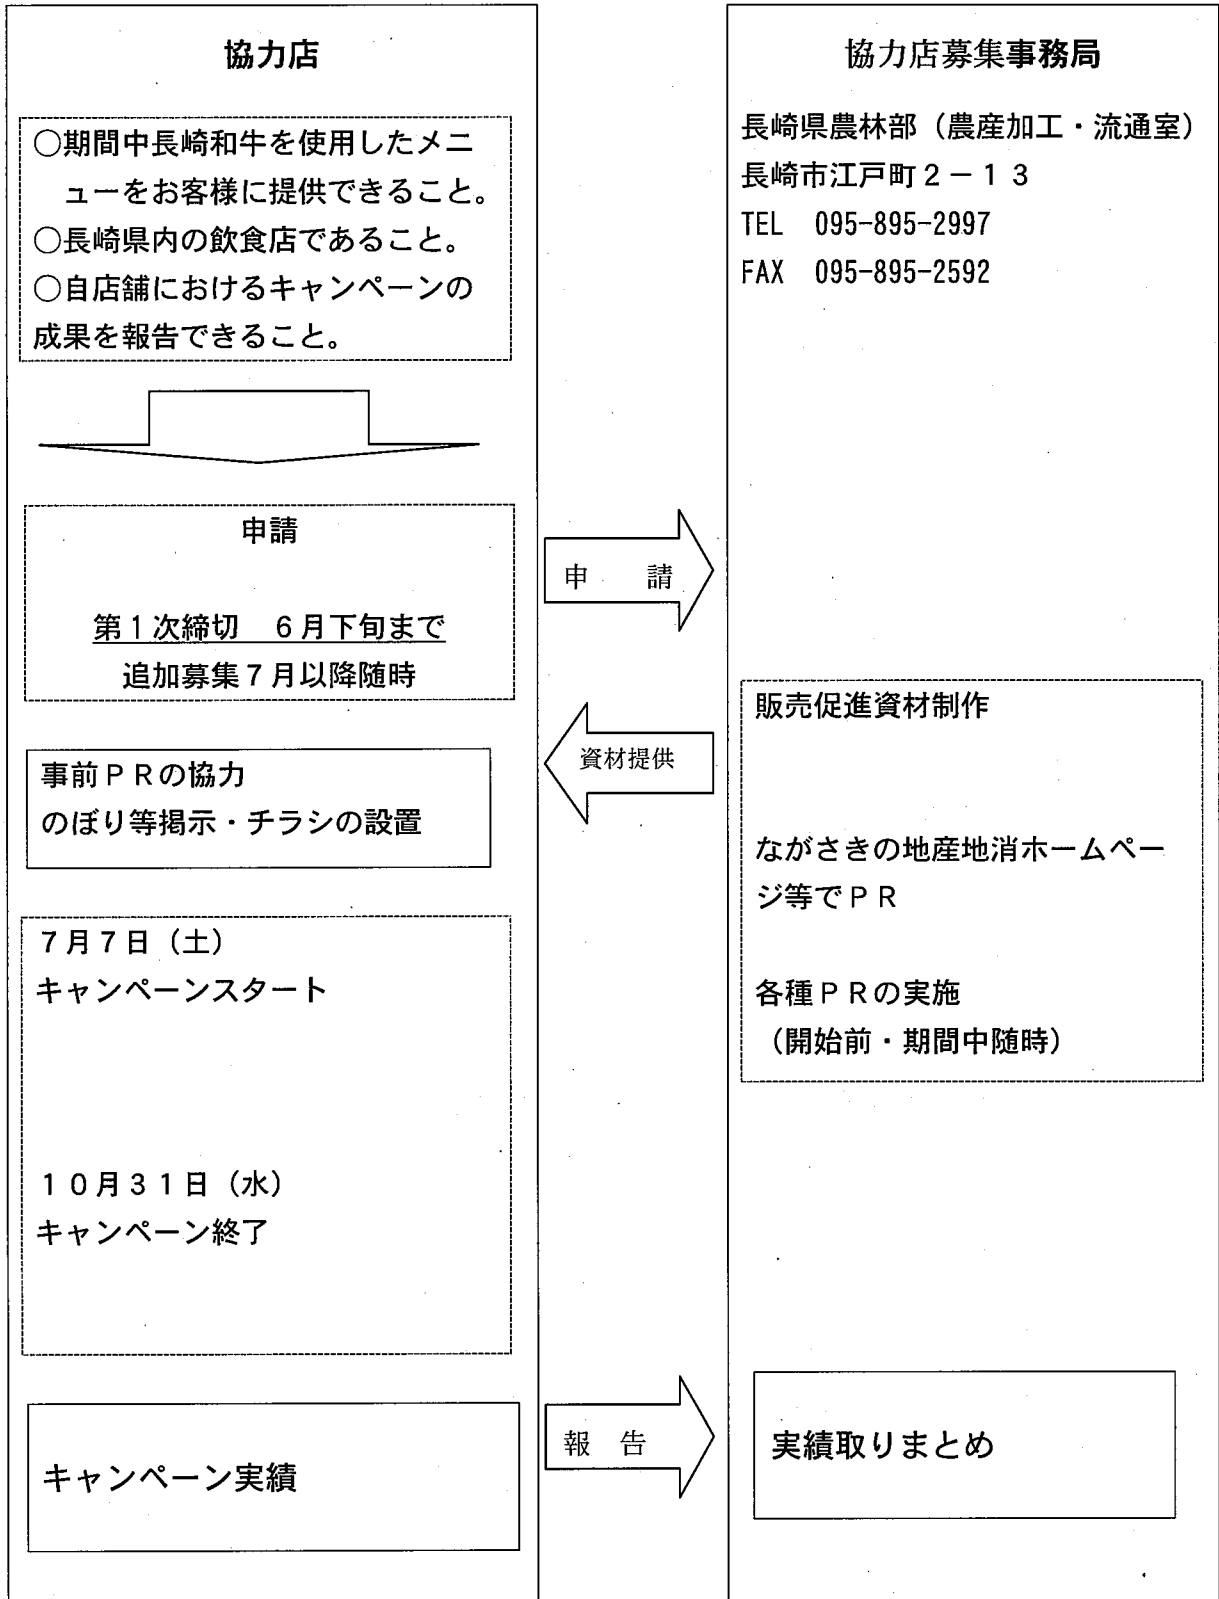 協力店
○期間中長崎和牛を使用したメニ
ューをお客様に提供できること。
○長崎県内の飲食店であること。
○自店舗におけるキャンペーンの
成果を報告できること。
申請
第１次締切　６月下旬まで
追加募集７月以降随時
事前ＰＲの協力
のぼり等掲示・チラシの設置
７月７日（土）
キャンペーンスタート
１０月３１日（水）
キャンペーン終了
キャンペーン実績
申　請
資材提供
報　告
協力店募集事務局
長崎県農林部（農産加工・流通室）
長崎市江戸町２－１３
TEL　095-895-2997
FAX　095-895-2592
販売促進資材制作
ながさきの地産地消ホームペー
ジ等でＰＲ
各種ＰＲの実施
（開始前・期間中随時）
実績取りまとめ